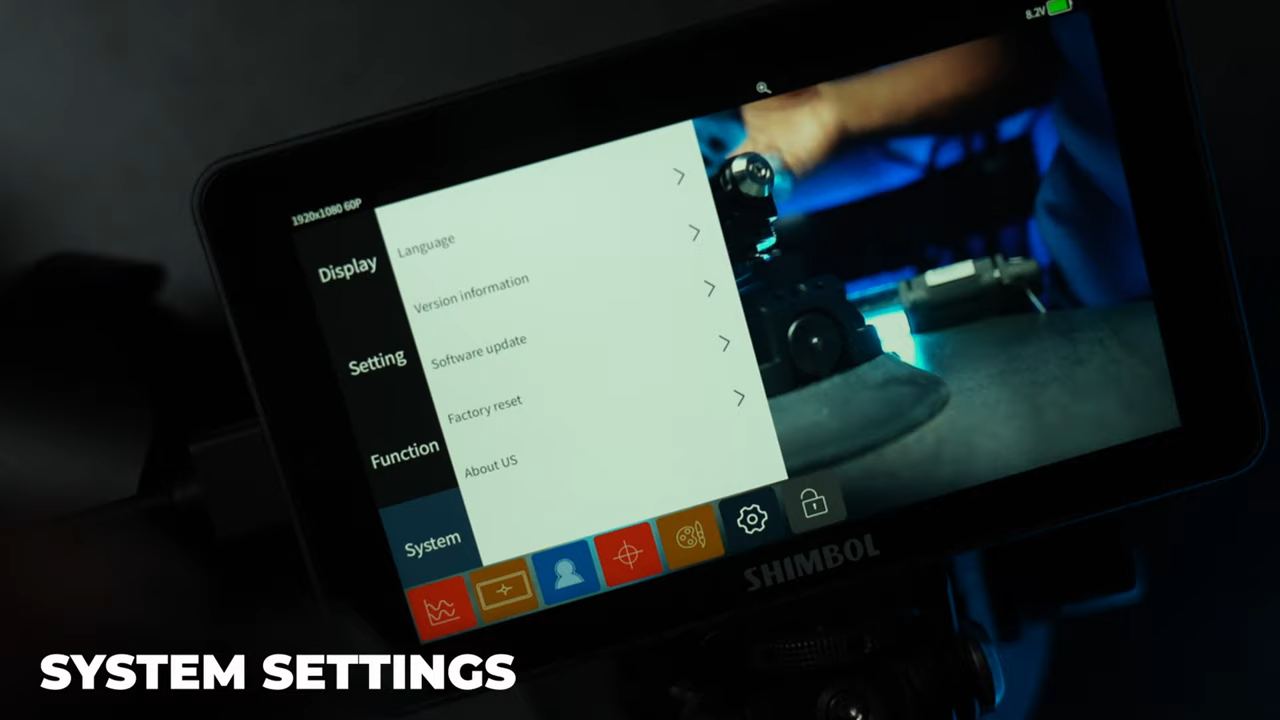 8.2V
1920x1080 60P
Display
Setting
Function
System
Language
Version information
Software update
Factory reset
About US
SHIMBOL
SYSTEM SETTINGS